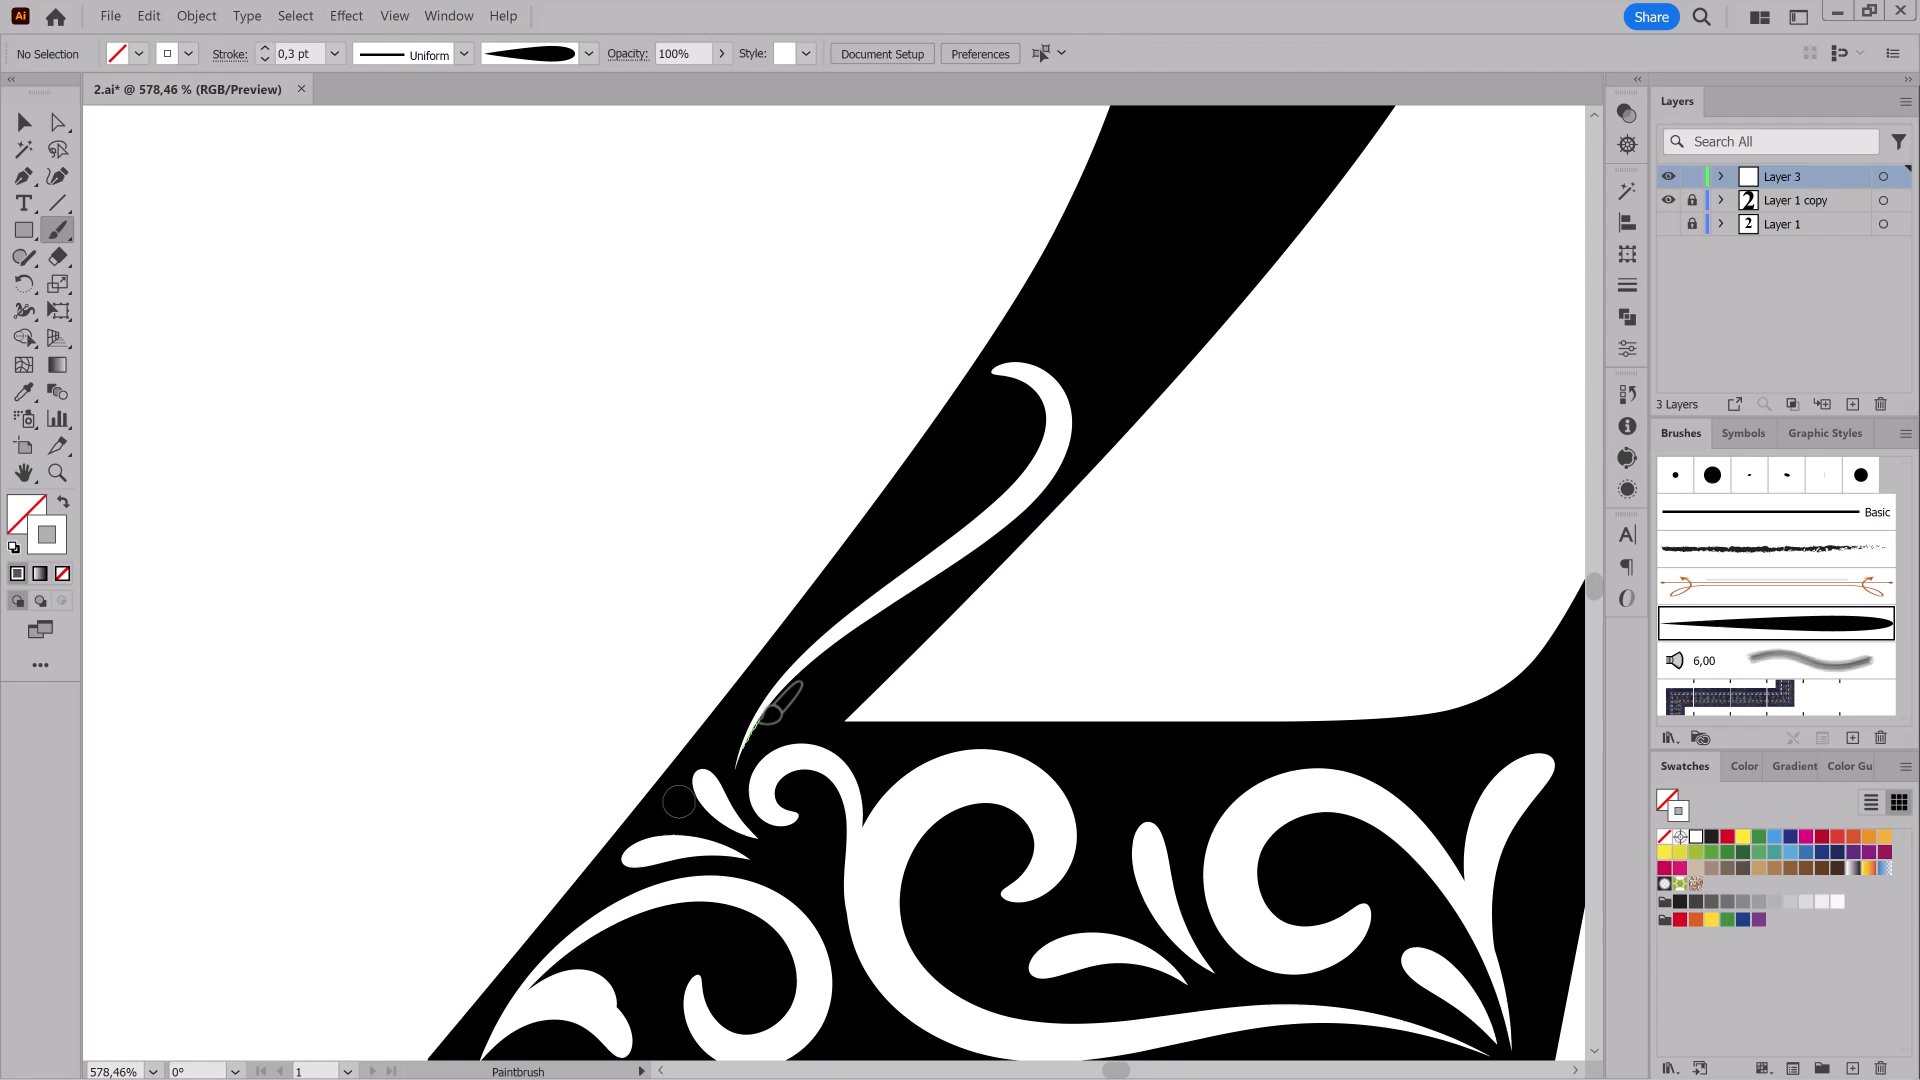 Ai File Edit Object Type Select Effect View Window Help Share
No Selection Stroke: 0,3 pt Uniform Opacity: 100% Style: Document Setup Preferences
2.ai* @ 578,46 % (RGB/Preview)
Layers
Search All
Layer 3
2 Layer 1 copy
2 Layer 1
3 Layers
Brushes Symbols Graphic Styles
Basic
6,00
Swatches Color Gradient Color Gu
578,46% 0° 1 Paintbrush